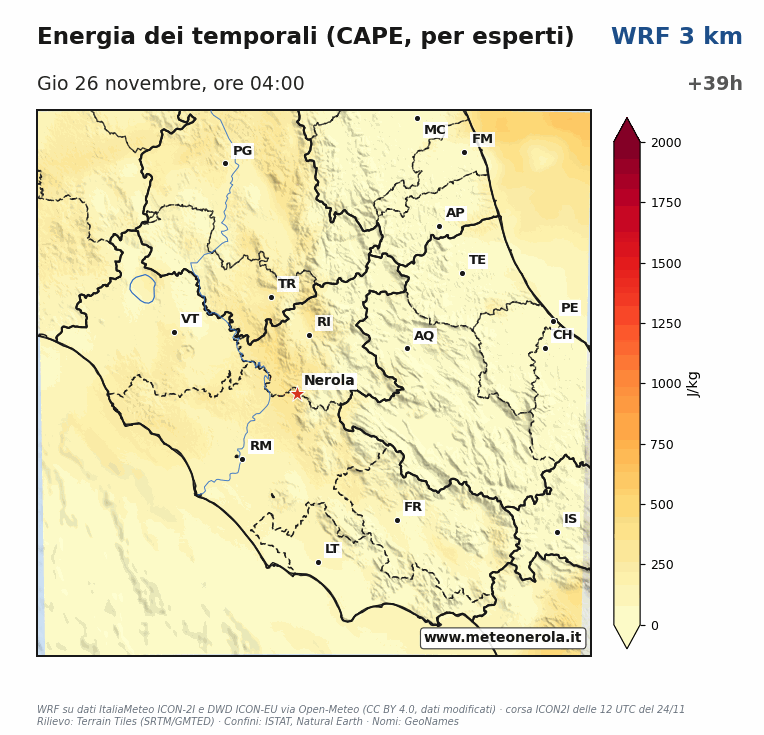 Energia dei temporali (CAPE, per esperti)
WRF 3 km
Gio 26 novembre, ore 04:00
+39h
MC
FM
PG
AP
TE
TR
PE
VT
RI
AQ
CH
Nerola
RM
FR
IS
LT
www.meteonerola.it
2000
1750
1500
1250
1000
750
500
250
0
J/kg
WRF su dati ItaliaMeteo ICON-2I e DWD ICON-EU via Open-Meteo (CC BY 4.0, dati modificati) · corsa ICON2I delle 12 UTC del 24/11
Rilievo: Terrain Tiles (SRTM/GMTED) · Confini: ISTAT, Natural Earth · Nomi: GeoNames